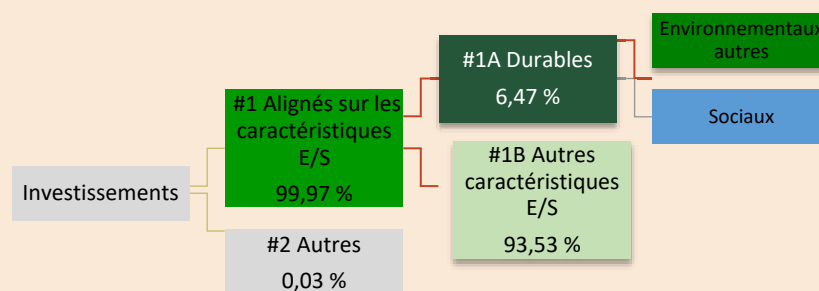 Investissements
#1 Alignés sur les
caractéristiques
E/S
99,97 %
#2 Autres
0,03 %
#1A Durables
6,47 %
#1B Autres
caractéristiques
E/S
93,53 %
Environnementaux
autres
Sociaux